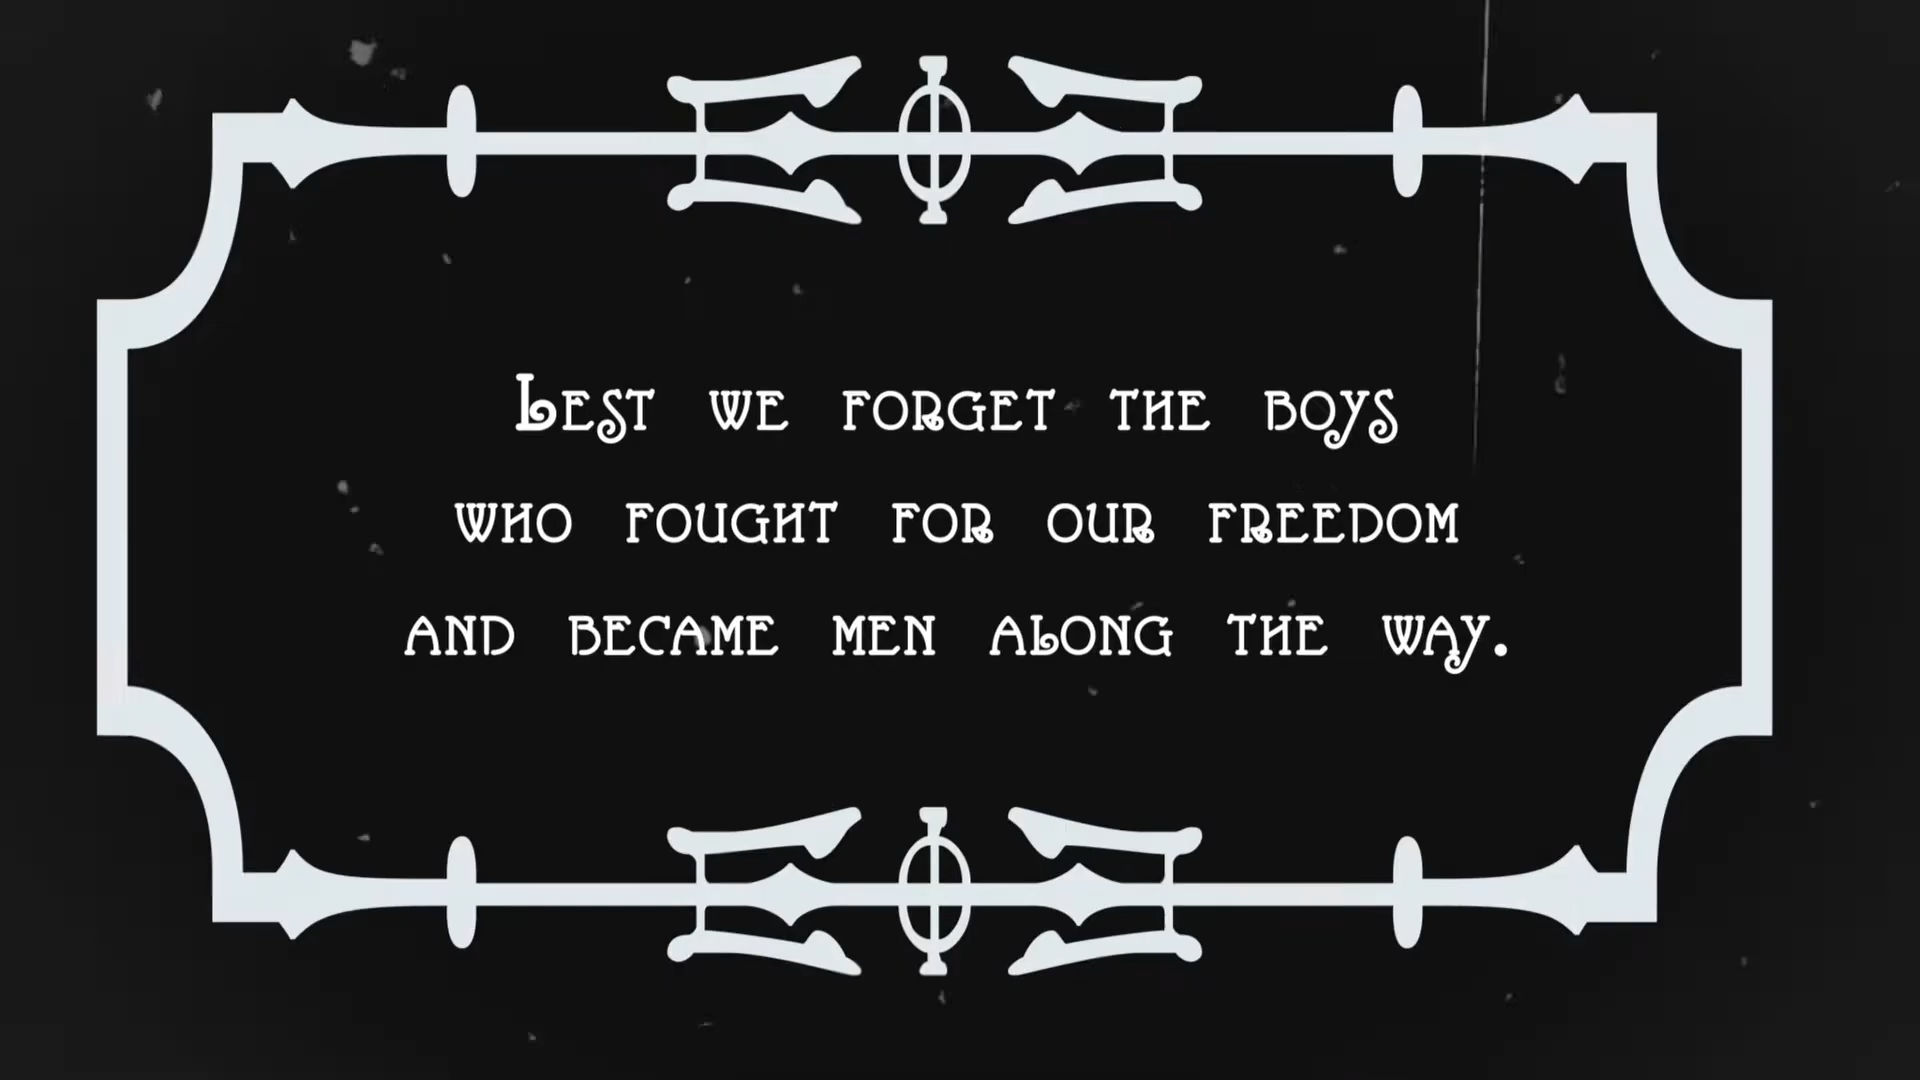 Lest we forget the boys
who fought for our freedom
and became men along the way.